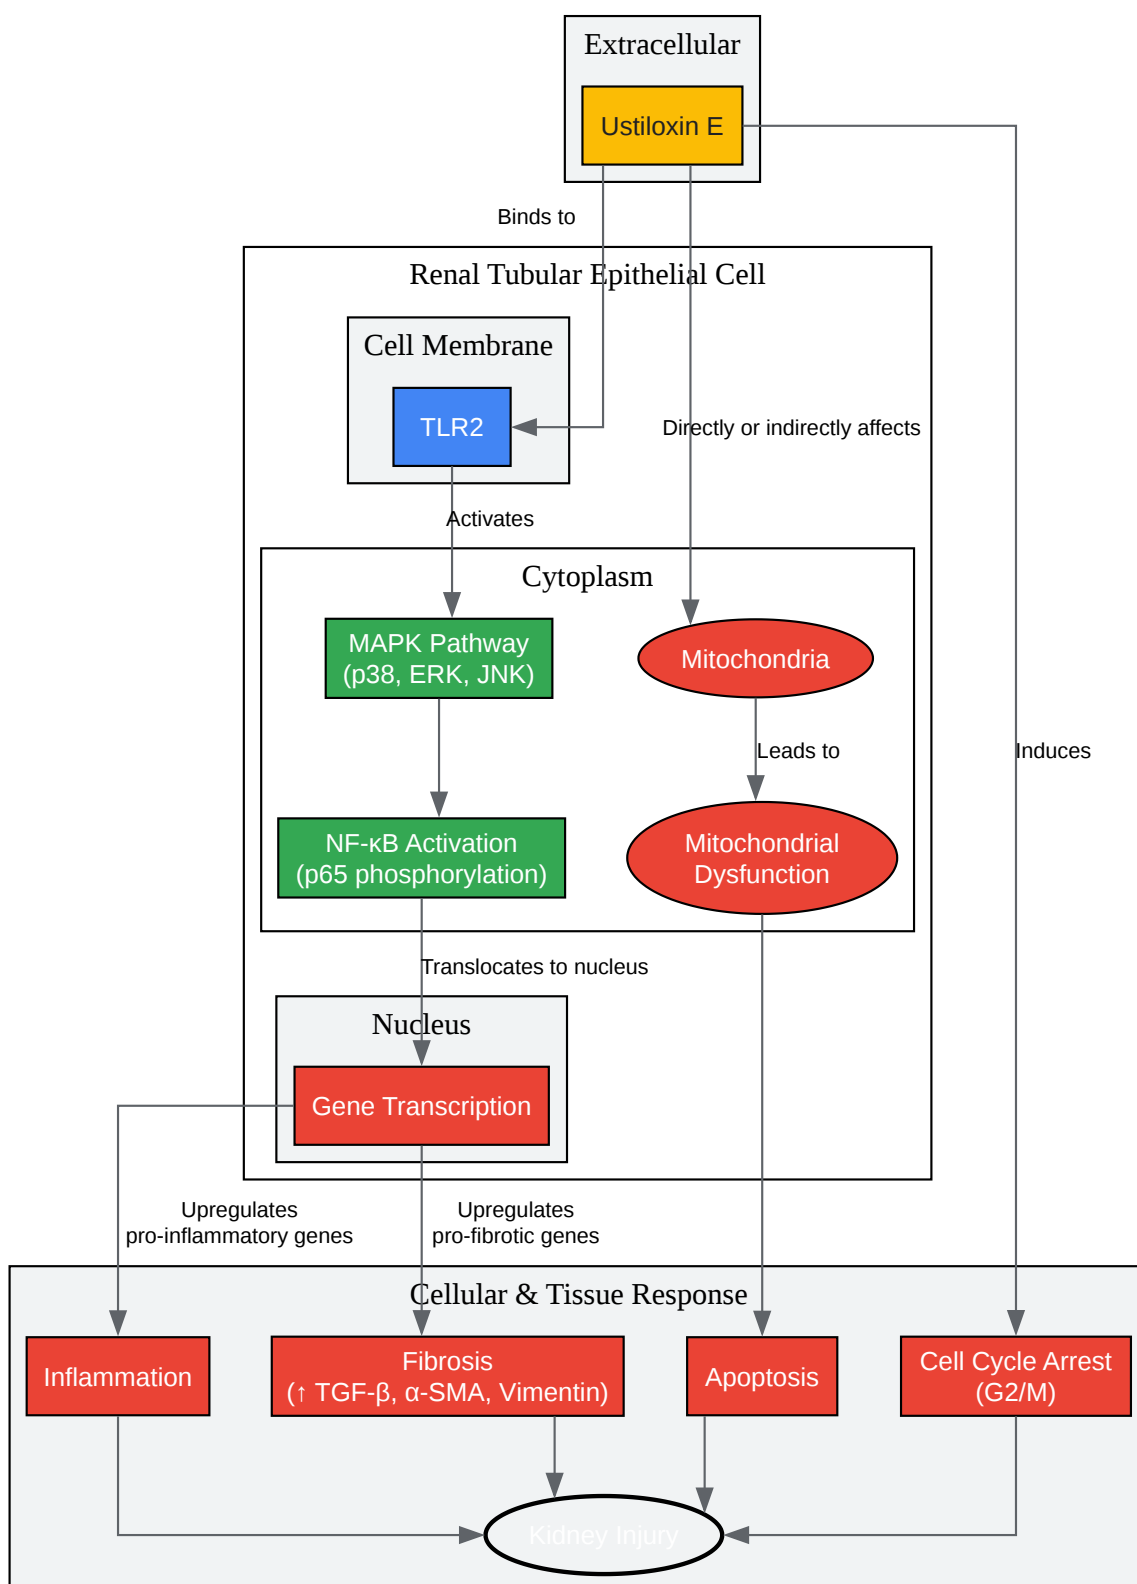 Extracellular
Ustiloxin E
Binds to
Renal Tubular Epithelial Cell
Cell Membrane
TLR2
Directly or indirectly affects
Activates
Cytoplasm
MAPK Pathway
(p38, ERK, JNK)
Mitochondria
Leads to
Induces
NF-κB Activation
(p65 phosphorylation)
Mitochondrial
Dysfunction
Translocates to nucleus
Nucleus
Gene Transcription
Upregulates
pro-inflammatory genes
Upregulates
pro-fibrotic genes
Cellular & Tissue Response
Inflammation
Fibrosis
(↑ TGF-β, α-SMA, Vimentin)
Apoptosis
Cell Cycle Arrest
(G2/M)
Kidney Injury